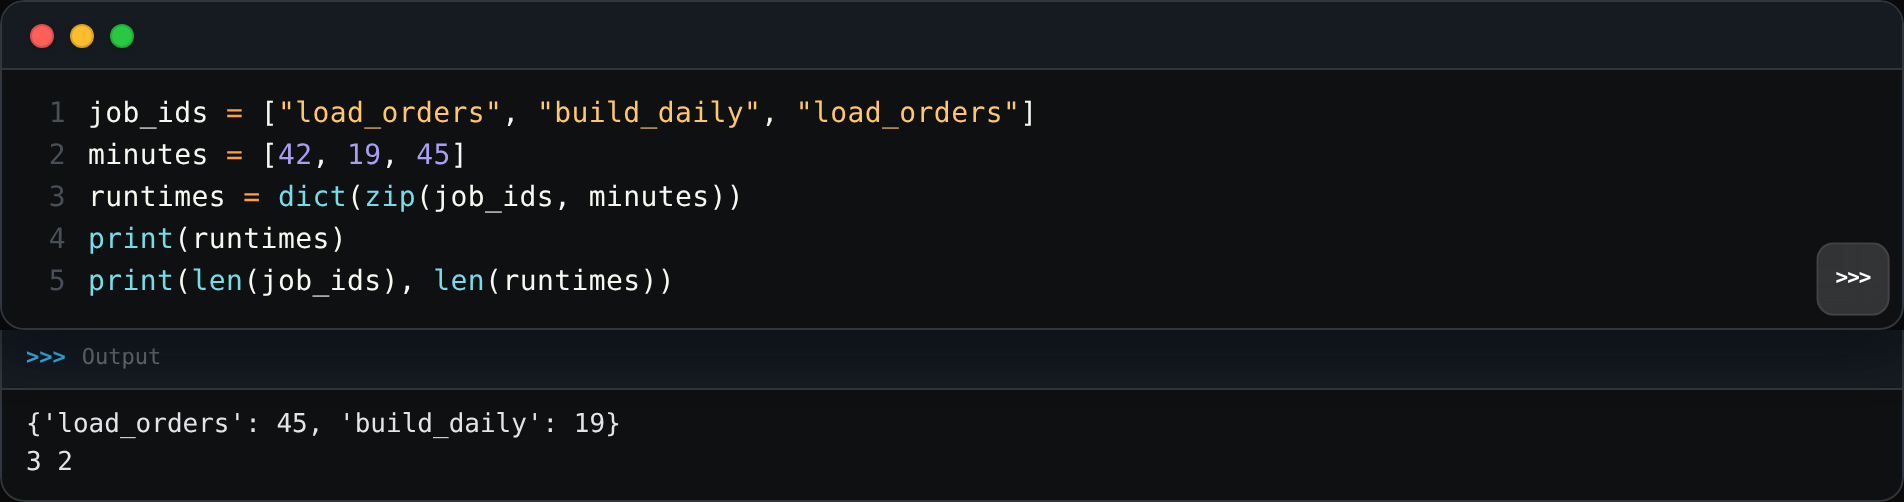 1 job_ids = ["load_orders", "build_daily", "load_orders"]
2 minutes = [42, 19, 45]
3 runtimes = dict(zip(job_ids, minutes))
4 print(runtimes)
5 print(len(job_ids), len(runtimes))
>>>
>>> Output
{'load_orders': 45, 'build_daily': 19}
3 2